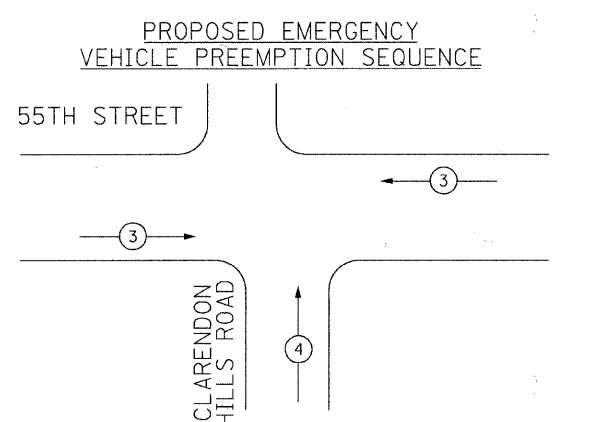 PROPOSED EMERGENCY
VEHICLE PREEMPTION SEQUENCE
55TH STREET
3
3
CLARENDON
HILLS ROAD
4